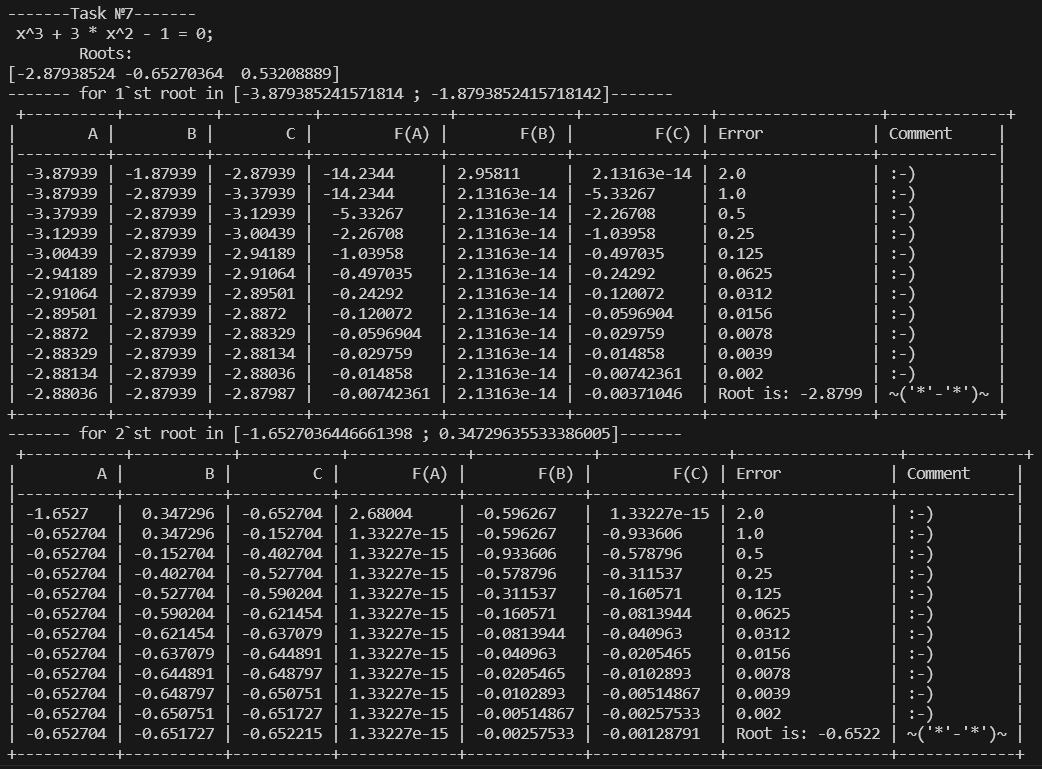 -------Task №7-------
 x^3 + 3 * x^2 - 1 = 0;
        Roots:
[-2.87938524 -0.65270364  0.53208889]
------- for 1`st root in [-3.879385241571814 ; -1.8793852415718142]-------
+----------+----------+----------+--------------+-------------+--------------+-------------------+-------------+
|        A |        B |        C |         F(A) |        F(B) |         F(C) | Error             | Comment     |
|----------+----------+----------+--------------+-------------+--------------+-------------------+-------------|
| -3.87939 | -1.87939 | -2.87939 | -14.2344     | 2.95811     |  2.13163e-14 | 2.0               | :-)         |
| -3.87939 | -2.87939 | -3.37939 | -14.2344     | 2.13163e-14 | -5.33267     | 1.0               | :-)         |
| -3.37939 | -2.87939 | -3.12939 |  -5.33267    | 2.13163e-14 | -2.26708     | 0.5               | :-)         |
| -3.12939 | -2.87939 | -3.00439 |  -2.26708    | 2.13163e-14 | -1.03958     | 0.25              | :-)         |
| -3.00439 | -2.87939 | -2.94189 |  -1.03958    | 2.13163e-14 | -0.497035    | 0.125             | :-)         |
| -2.94189 | -2.87939 | -2.91064 |  -0.497035   | 2.13163e-14 | -0.24292     | 0.0625            | :-)         |
| -2.91064 | -2.87939 | -2.89501 |  -0.24292    | 2.13163e-14 | -0.120072    | 0.0312            | :-)         |
| -2.89501 | -2.87939 | -2.8872  |  -0.120072   | 2.13163e-14 | -0.0596904   | 0.0156            | :-)         |
| -2.8872  | -2.87939 | -2.88329 |  -0.0596904  | 2.13163e-14 | -0.029759    | 0.0078            | :-)         |
| -2.88329 | -2.87939 | -2.88134 |  -0.029759   | 2.13163e-14 | -0.014858    | 0.0039            | :-)         |
| -2.88134 | -2.87939 | -2.88036 |  -0.014858   | 2.13163e-14 | -0.00742361  | 0.002             | :-)         |
| -2.88036 | -2.87939 | -2.87987 |  -0.00742361 | 2.13163e-14 | -0.00371046  | Root is: -2.8799  | ~('*'-'*')~ |
+----------+----------+----------+--------------+-------------+--------------+-------------------+-------------+
------- for 2`st root in [-1.6527036446661398 ; 0.34729635533386005]-------
+-----------+-----------+-----------+-------------+-------------+--------------+------------------+-------------+
|         A |         B |         C |        F(A) |        F(B) |         F(C) | Error            | Comment     |
|-----------+-----------+-----------+-------------+-------------+--------------+------------------+-------------|
| -1.6527   |  0.347296 | -0.652704 | 2.68004     | -0.596267   |  1.33227e-15 | 2.0              | :-)         |
| -0.652704 |  0.347296 | -0.152704 | 1.33227e-15 | -0.596267   | -0.933606    | 1.0              | :-)         |
| -0.652704 | -0.152704 | -0.402704 | 1.33227e-15 | -0.933606   | -0.578796    | 0.5              | :-)         |
| -0.652704 | -0.402704 | -0.527704 | 1.33227e-15 | -0.578796   | -0.311537    | 0.25             | :-)         |
| -0.652704 | -0.527704 | -0.590204 | 1.33227e-15 | -0.311537   | -0.160571    | 0.125            | :-)         |
| -0.652704 | -0.590204 | -0.621454 | 1.33227e-15 | -0.160571   | -0.0813944   | 0.0625           | :-)         |
| -0.652704 | -0.621454 | -0.637079 | 1.33227e-15 | -0.0813944  | -0.040963    | 0.0312           | :-)         |
| -0.652704 | -0.637079 | -0.644891 | 1.33227e-15 | -0.040963   | -0.0205465   | 0.0156           | :-)         |
| -0.652704 | -0.644891 | -0.648797 | 1.33227e-15 | -0.0205465  | -0.0102893   | 0.0078           | :-)         |
| -0.652704 | -0.648797 | -0.650751 | 1.33227e-15 | -0.0102893  | -0.00514867  | 0.0039           | :-)         |
| -0.652704 | -0.650751 | -0.651727 | 1.33227e-15 | -0.00514867 | -0.00257533  | 0.002            | :-)         |
| -0.652704 | -0.651727 | -0.652215 | 1.33227e-15 | -0.00257533 | -0.00128791  | Root is: -0.6522 | ~('*'-'*')~ |
+-----------+-----------+-----------+-------------+-------------+--------------+------------------+-------------+